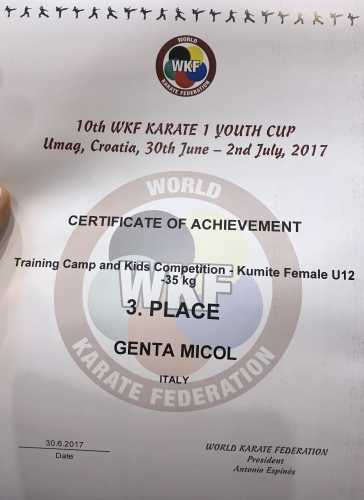 WORLD
WKF
KARATE FEDERATION
10th WKF KARATE 1 YOUTH CUP
Umag, Croatia, 30th June – 2nd July, 2017
WORLD
CERTIFICATE OF ACHIEVEMENT
Training Camp and Kids Competition - Kumite Female U12
-35 kg
WKF
3. PLACE
GENTA MICOL
ITALY
KARATE FEDERATION
30.6.2017
Date
WORLD KARATE FEDERATION
President
Antonio Espinós